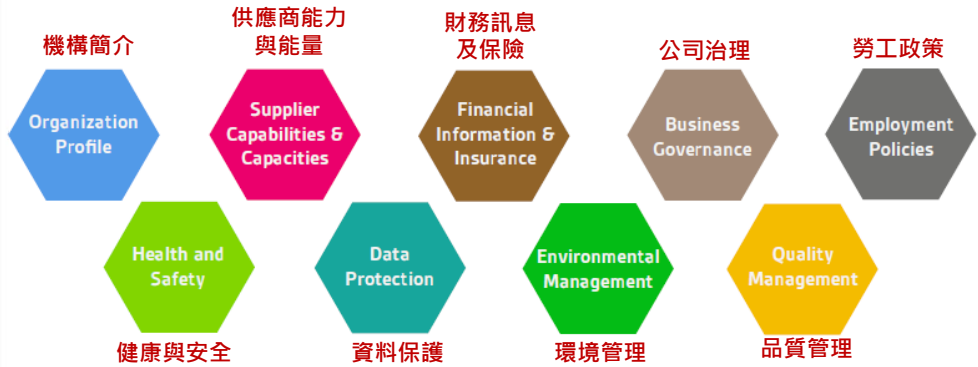 機構簡介
供應商能力
與能量
財務訊息
及保險
公司治理
勞工政策
Organization
Profile
Supplier
Capabilities &
Capacities
Financial
Information &
Insurance
Business
Governance
Employment
Policies
Health and
Safety
Data
Protection
Environmental
Management
Quality
Management
健康與安全
資料保護
環境管理
品質管理